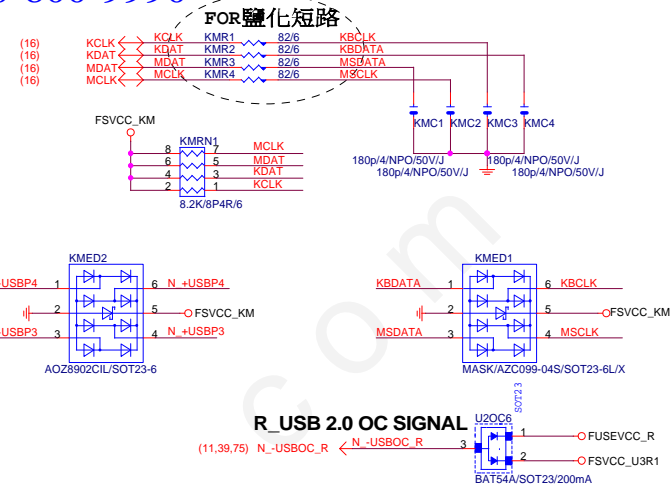 FOR鹽化短路
(16) KCLK KCLK KMR1 82/6 KBCLK
(16) KDAT KDAT KMR2 82/6 KBDATA
(16) MDAT MDAT KMR3 82/6 MSDATA
(16) MCLK MCLK KMR4 82/6 MSCLK
KMC1 KMC2 KMC3 KMC4
180p/4/NPO/50V/J 180p/4/NPO/50V/J
180p/4/NPO/50V/J 180p/4/NPO/50V/J
FSVCC_KM
KMRN1
8 7 MCLK
6 5 MDAT
4 3 KDAT
2 1 KCLK
8.2K/8P4R/6
KMED2
-USBP4 1 6 N_+USBP4
2 5 FSVCC_KM
-USBP3 3 4 N_+USBP3
AOZ8902CIL/SOT23-6
KMED1
KBDATA 1 6 KBCLK
2 5 FSVCC_KM
MSDATA 3 4 MSCLK
MASK/AZC099-04S/SOT23-6L/X
SOT23
R_USB 2.0 OC SIGNAL
U2OC6
(11,39,75) N_-USBOC_R N_-USBOC_R 3
1 FUSEVCC_R
2 FSVCC_U3R1
BAT54A/SOT23/200mA
com